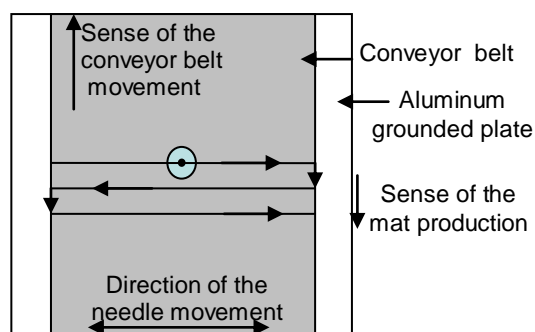 Sense of the
conveyor belt
movement
Conveyor belt
Aluminum
grounded plate
Sense of the
mat production
Direction of the
needle movement